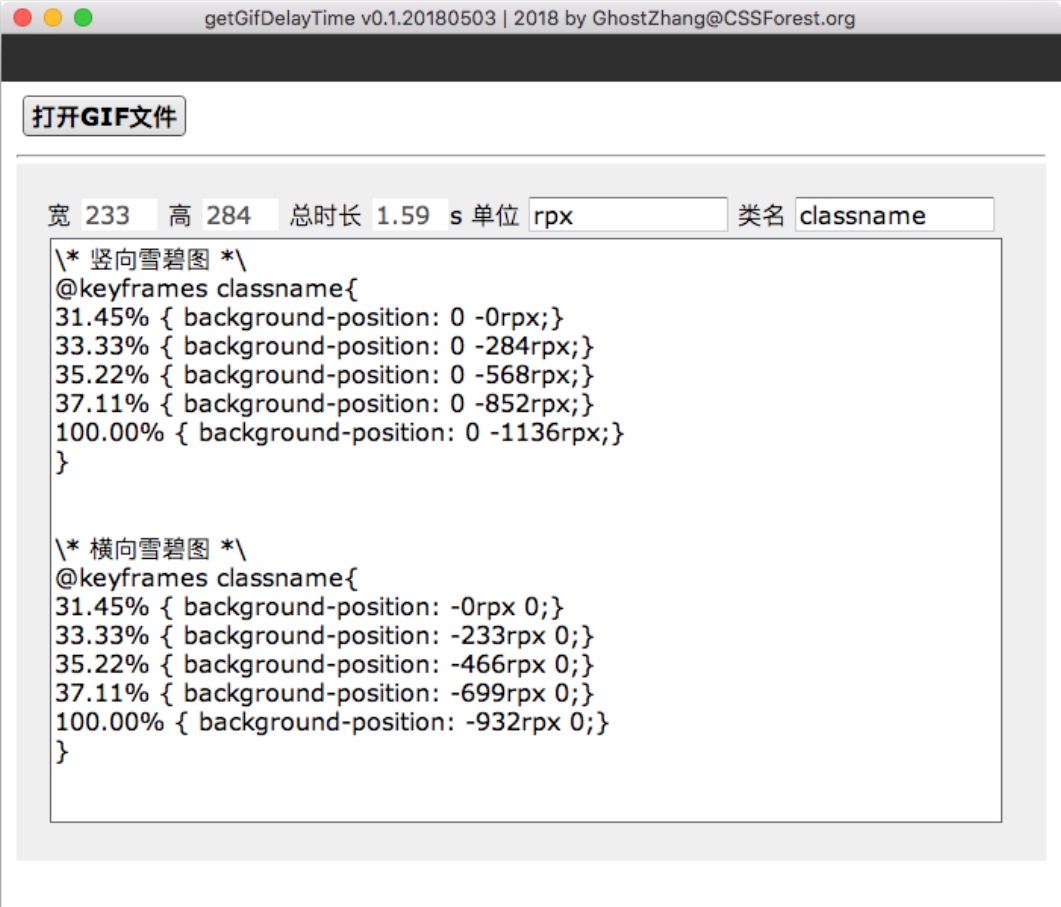 getGifDelayTime v0.1.20180503 | 2018 by GhostZhang@CSSForest.org
打开GIF文件
宽 233 高 284 总时长 1.59 s 单位 rpx 类名 classname
\* 竖向雪碧图 *\
@keyframes classname{
31.45% { background-position: 0 -0rpx;}
33.33% { background-position: 0 -284rpx;}
35.22% { background-position: 0 -568rpx;}
37.11% { background-position: 0 -852rpx;}
100.00% { background-position: 0 -1136rpx;}
}
\* 横向雪碧图 *\
@keyframes classname{
31.45% { background-position: -0rpx 0;}
33.33% { background-position: -233rpx 0;}
35.22% { background-position: -466rpx 0;}
37.11% { background-position: -699rpx 0;}
100.00% { background-position: -932rpx 0;}
}